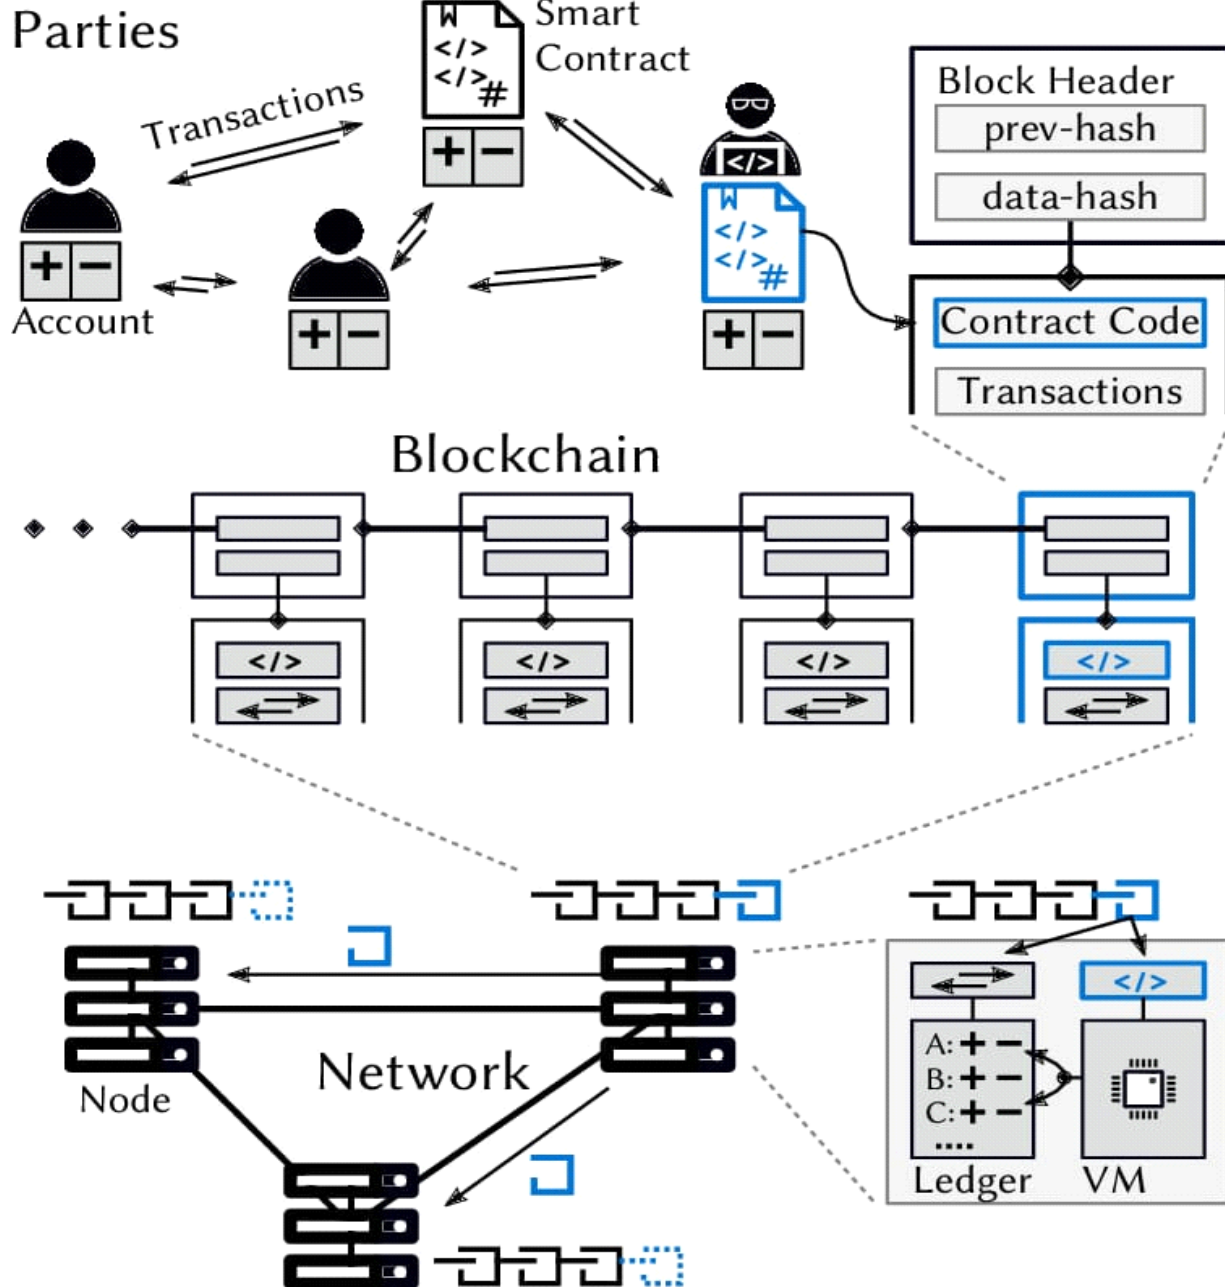 Parties
Smart
Contract
Transactions
</>
</>
#
+ −
</>
Block Header
prev-hash
data-hash
</>
</>
#
+ −
Account
+ −
+ −
Contract Code
Transactions
Blockchain
</>
</>
</>
</>
Node
Network
</>
A: + −
B: + −
C: + −
....
Ledger
VM